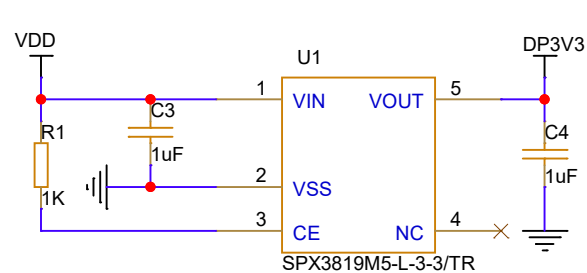 VDD
DP3V3
U1
1
5
VIN
VOUT
C3
R1
C4
1uF
1uF
2
VSS
1K
3
4
CE
NC
SPX3819M5-L-3-3/TR